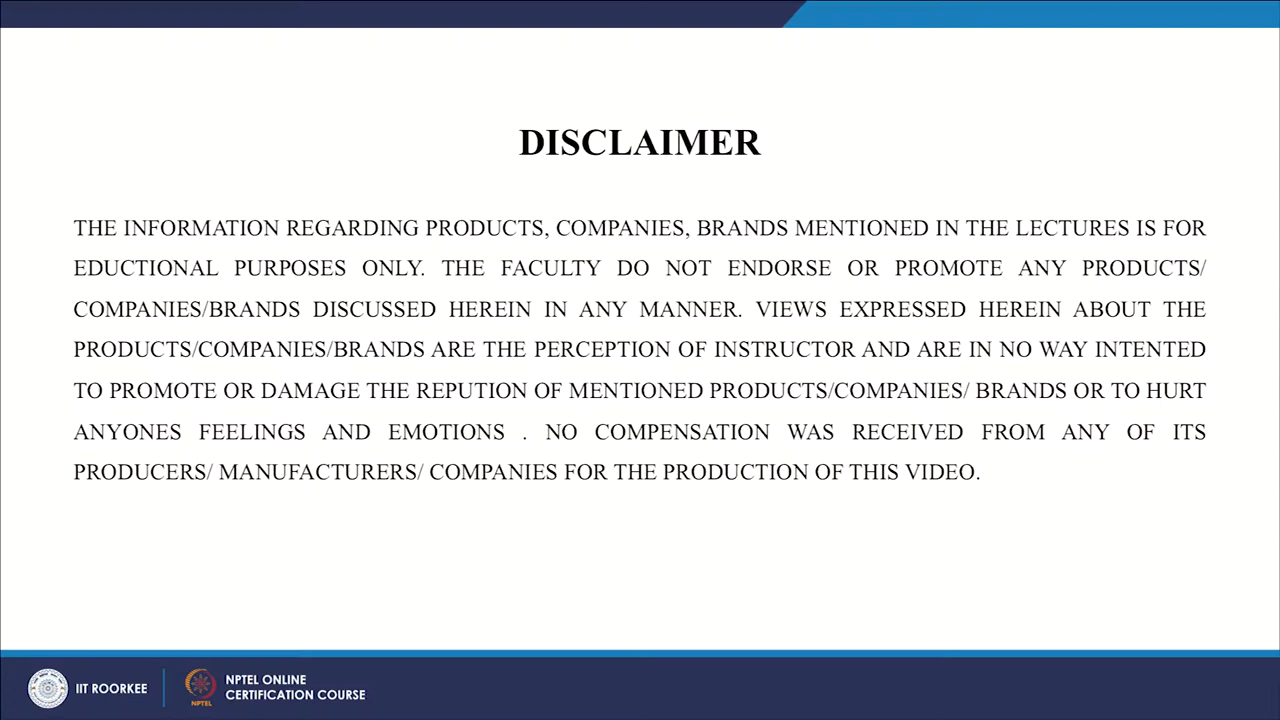 DISCLAIMER
THE INFORMATION REGARDING PRODUCTS, COMPANIES, BRANDS MENTIONED IN THE LECTURES IS FOR
EDUCTIONAL PURPOSES ONLY. THE FACULTY DO NOT ENDORSE OR PROMOTE ANY PRODUCTS/
COMPANIES/BRANDS DISCUSSED HEREIN IN ANY MANNER. VIEWS EXPRESSED HEREIN ABOUT THE
PRODUCTS/COMPANIES/BRANDS ARE THE PERCEPTION OF INSTRUCTOR AND ARE IN NO WAY INTENTED
TO PROMOTE OR DAMAGE THE REPUTION OF MENTIONED PRODUCTS/COMPANIES/ BRANDS OR TO HURT
ANYONES FEELINGS AND EMOTIONS . NO COMPENSATION WAS RECEIVED FROM ANY OF ITS
PRODUCERS/ MANUFACTURERS/ COMPANIES FOR THE PRODUCTION OF THIS VIDEO.
IIT ROORKEE
NPTEL
NPTEL ONLINE
CERTIFICATION COURSE